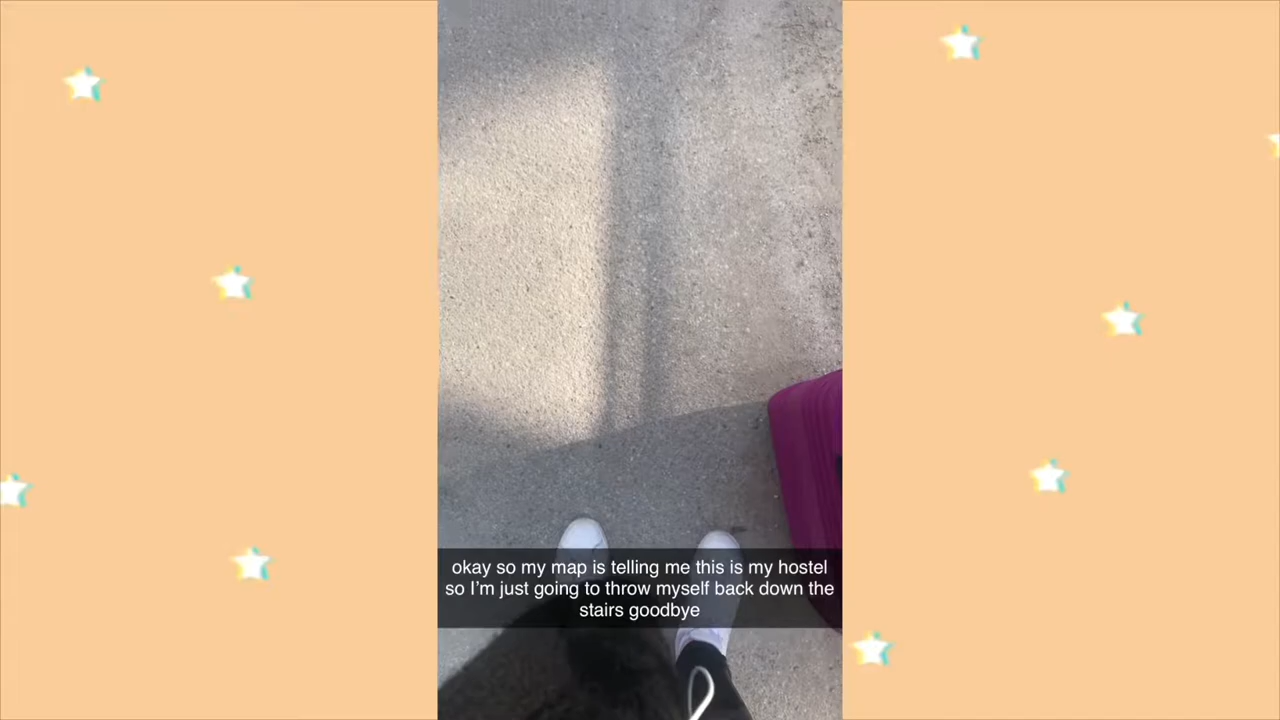 okay so my map is telling me this is my hostel
so I'm just going to throw myself back down the
stairs goodbye